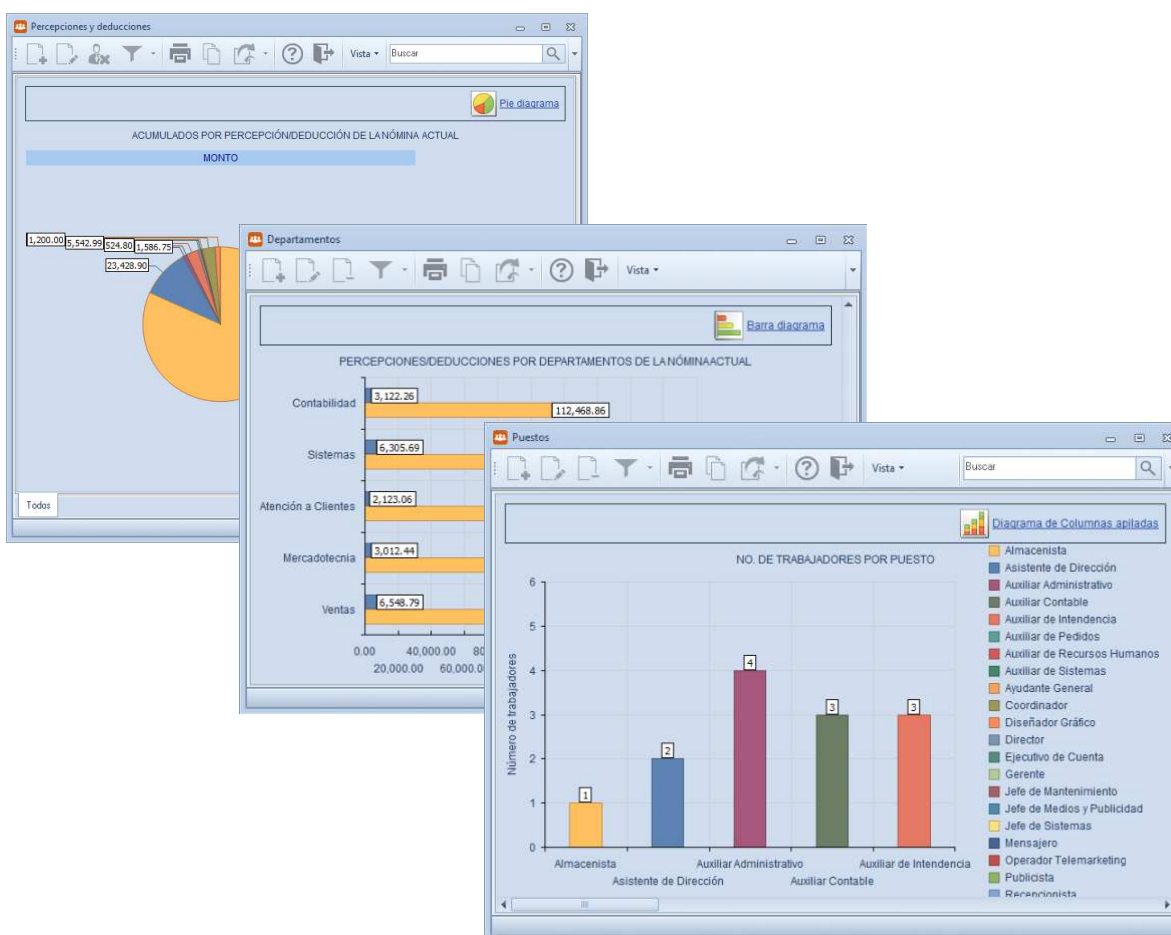 Percepciones y deducciones
Vista
Buscar
Pie diagrama
ACUMULADOS POR PERCEPCIÓN/DEDUCCIÓN DE LA NÓMINA ACTUAL
MONTO
1,200.00
5,542.99
524.80
1,586.75
23,428.90
Todos
Departamentos
Vista
Barra diagrama
PERCEPCIONES/DEDUCCIONES POR DEPARTAMENTOS DE LA NÓMINA ACTUAL
Contabilidad
3,122.26
112,468.86
Sistemas
6,305.69
Atención a Clientes
2,123.06
Mercadotecnia
3,012.44
Ventas
6,548.79
0.00 40,000.00 80
20,000.00 60,000.0
Puestos
Vista
Buscar
Diagrama de Columnas apiladas
NO. DE TRABAJADORES POR PUESTO
Número de trabajadores
6
5
4
3
2
1
0
1
2
4
3
3
Almacenista Auxiliar Administrativo Auxiliar de Intendencia
Asistente de Dirección Auxiliar Contable
Almacenista
Asistente de Dirección
Auxiliar Administrativo
Auxiliar Contable
Auxiliar de Intendencia
Auxiliar de Pedidos
Auxiliar de Recursos Humanos
Auxiliar de Sistemas
Ayudante General
Coordinador
Diseñador Gráfico
Director
Ejecutivo de Cuenta
Gerente
Jefe de Mantenimiento
Jefe de Medios y Publicidad
Jefe de Sistemas
Mensajero
Operador Telemarketing
Publicista
Recepcionista